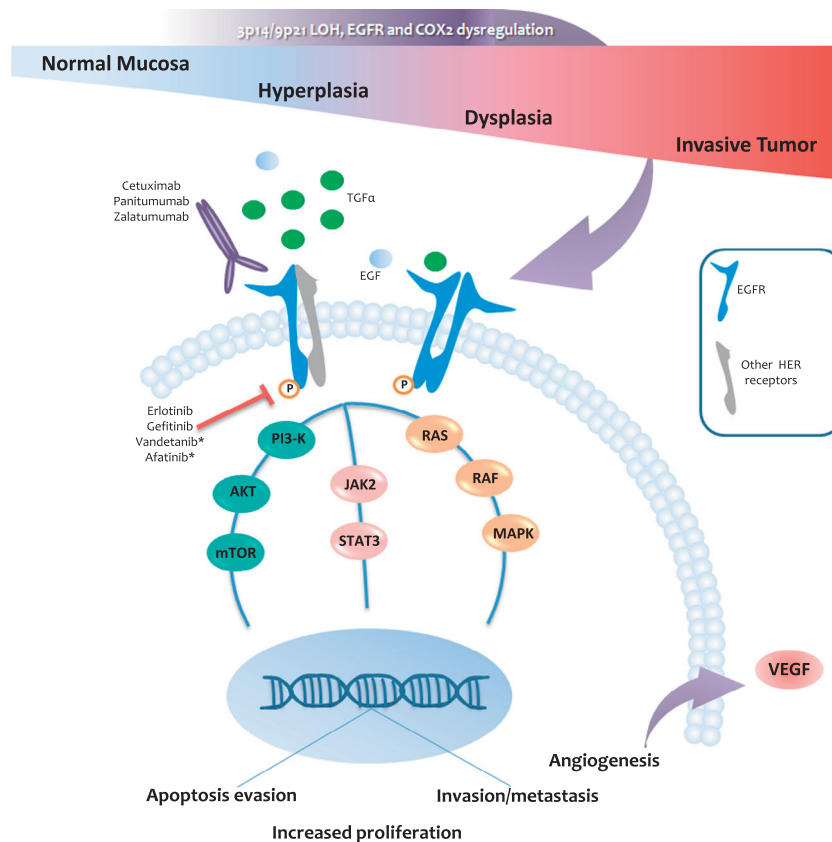 3p14/9p21 LOH, EGFR and COX2 dysregulation
Normal Mucosa
Hyperplasia
Dysplasia
Invasive Tumor
Cetuximab
Panitumumab
Zalatumumab
TGFα
EGF
EGFR
Other HER
receptors
P
P
Erlotinib
Gefitinib
Vandetanib*
Afatinib*
PI3-K
AKT
mTOR
JAK2
STAT3
RAS
RAF
MAPK
VEGF
Angiogenesis
Apoptosis evasion
Invasion/metastasis
Increased proliferation